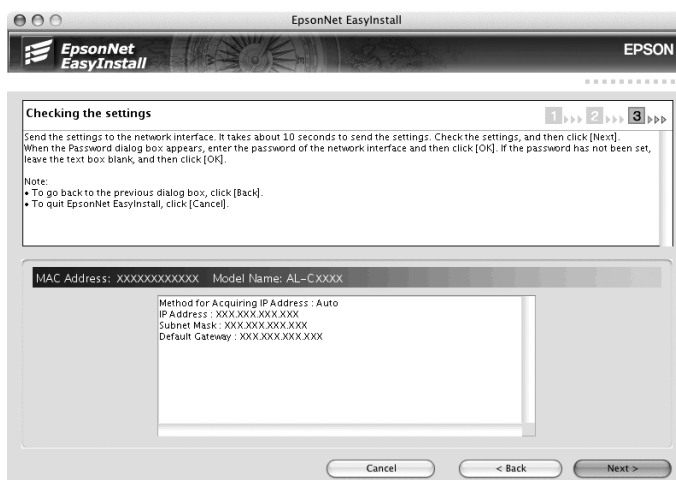 EpsonNet EasyInstall
EpsonNet
EasyInstall
EPSON
Checking the settings
1 2 3
Send the settings to the network interface. It takes about 10 seconds to send the settings. Check the settings, and then click [Next].
When the Password dialog box appears, enter the password of the network interface and then click [OK]. If the password has not been set,
leave the text box blank, and then click [OK].
Note:
• To go back to the previous dialog box, click [Back].
• To quit EpsonNet EasyInstall, click [Cancel].
MAC Address: XXXXXXXXXXXX Model Name: AL-CXXXX
Method for Acquiring IP Address : Auto
IP Address : XXX.XXX.XXX.XXX
Subnet Mask : XXX.XXX.XXX.XXX
Default Gateway : XXX.XXX.XXX.XXX
Cancel < Back Next >